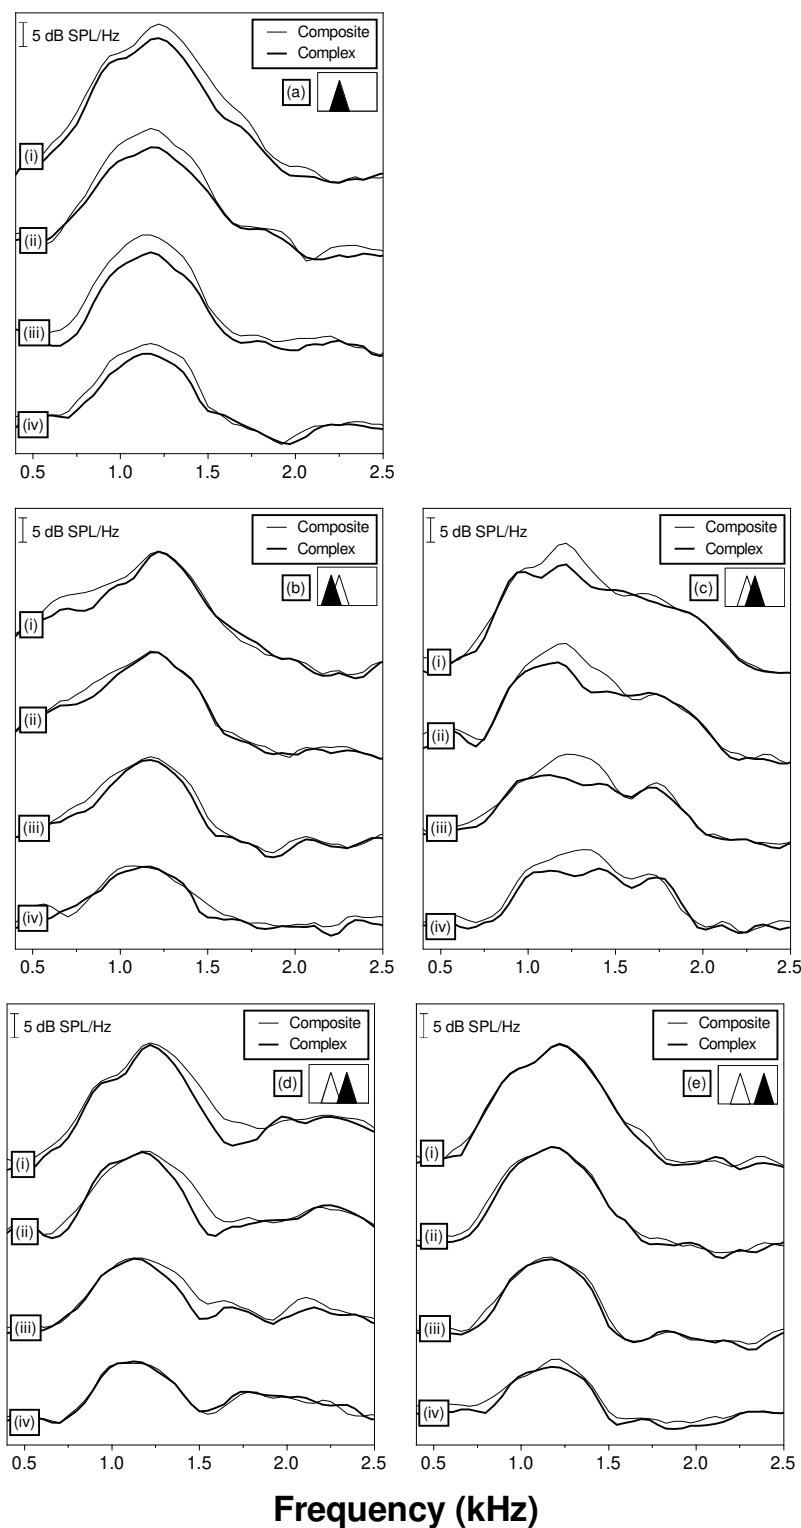 5 dB SPL/Hz
Composite
Complex
(a)
(i)
(ii)
(iii)
(iv)
0.5 1.0 1.5 2.0 2.5
5 dB SPL/Hz
Composite
Complex
(b)
(i)
(ii)
(iii)
(iv)
0.5 1.0 1.5 2.0 2.5
5 dB SPL/Hz
Composite
Complex
(c)
(i)
(ii)
(iii)
(iv)
0.5 1.0 1.5 2.0 2.5
5 dB SPL/Hz
Composite
Complex
(d)
(i)
(ii)
(iii)
(iv)
0.5 1.0 1.5 2.0 2.5
5 dB SPL/Hz
Composite
Complex
(e)
(i)
(ii)
(iii)
(iv)
0.5 1.0 1.5 2.0 2.5
Frequency (kHz)